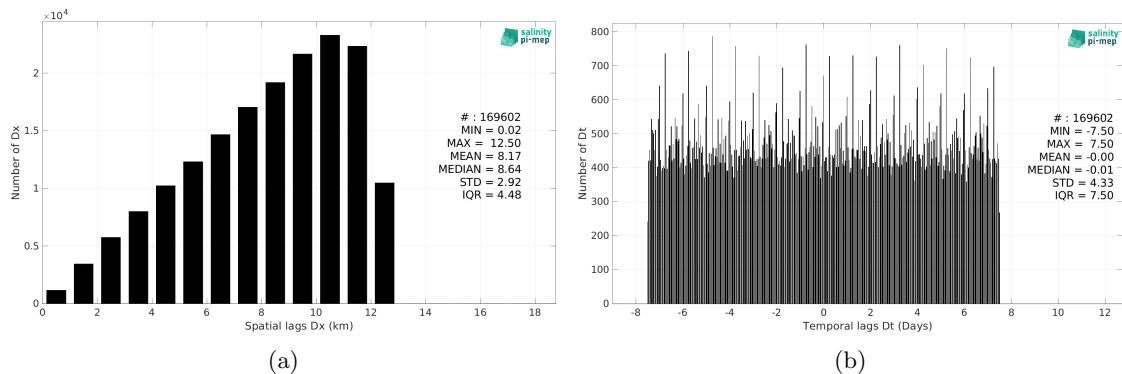 ×10⁴
2
1.5
1
0.5
0
Number of Dx
salinity
pi-mep
# : 169602
MIN = 0.02
MAX = 12.50
MEAN = 8.17
MEDIAN = 8.64
STD = 2.92
IQR = 4.48
0 2 4 6 8 10 12 14 16 18
Spatial lags Dx (km)
(a)
800
700
600
500
400
300
200
100
0
Number of Dt
salinity
pi-mep
# : 169602
MIN = -7.50
MAX = 7.50
MEAN = -0.00
MEDIAN = -0.01
STD = 4.33
IQR = 7.50
-8 -6 -4 -2 0 2 4 6 8 10 12
Temporal lags Dt (Days)
(b)